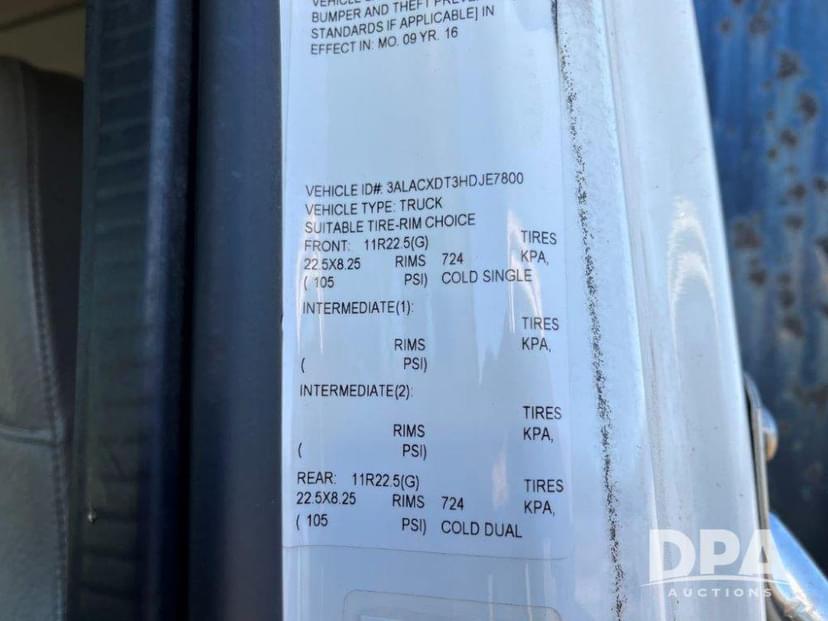 VEHICLE
BUMPER AND THEFT
STANDARDS IF APPLICABLE] IN
EFFECT IN: MO. 09 YR. 16
VEHICLE ID#: 3ALACXDT3HDJE7800
VEHICLE TYPE: TRUCK
SUITABLE TIRE-RIM CHOICE
FRONT: 11R22.5(G) TIRES
22.5X8.25 RIMS 724 KPA,
( 105 PSI) COLD SINGLE
INTERMEDIATE(1):
TIRES
RIMS KPA,
( PSI)
INTERMEDIATE(2):
TIRES
RIMS KPA,
( PSI)
REAR: 11R22.5(G) TIRES
22.5X8.25 RIMS 724 KPA,
( 105 PSI) COLD DUAL
DPA
AUCTIONS